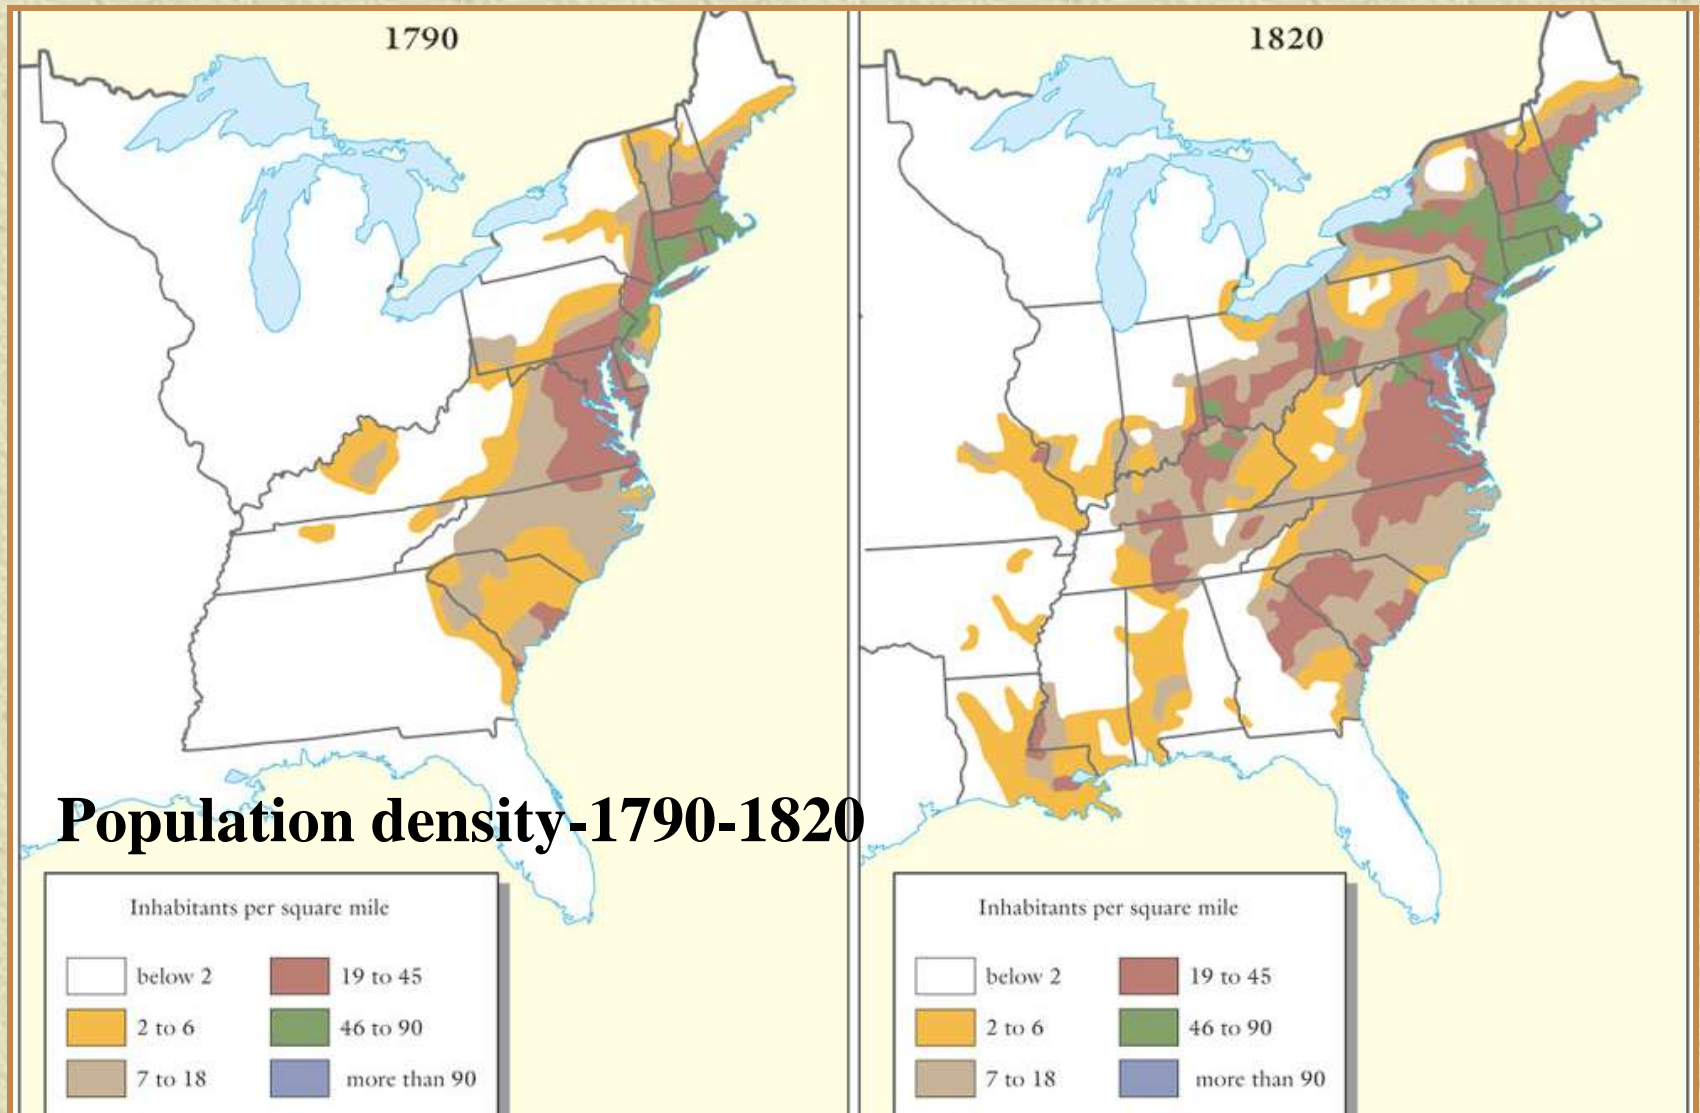 1790
1820
Population density-1790-1820
Inhabitants per square mile
below 2
19 to 45
2 to 6
46 to 90
7 to 18
more than 90
Inhabitants per square mile
below 2
19 to 45
2 to 6
46 to 90
7 to 18
more than 90